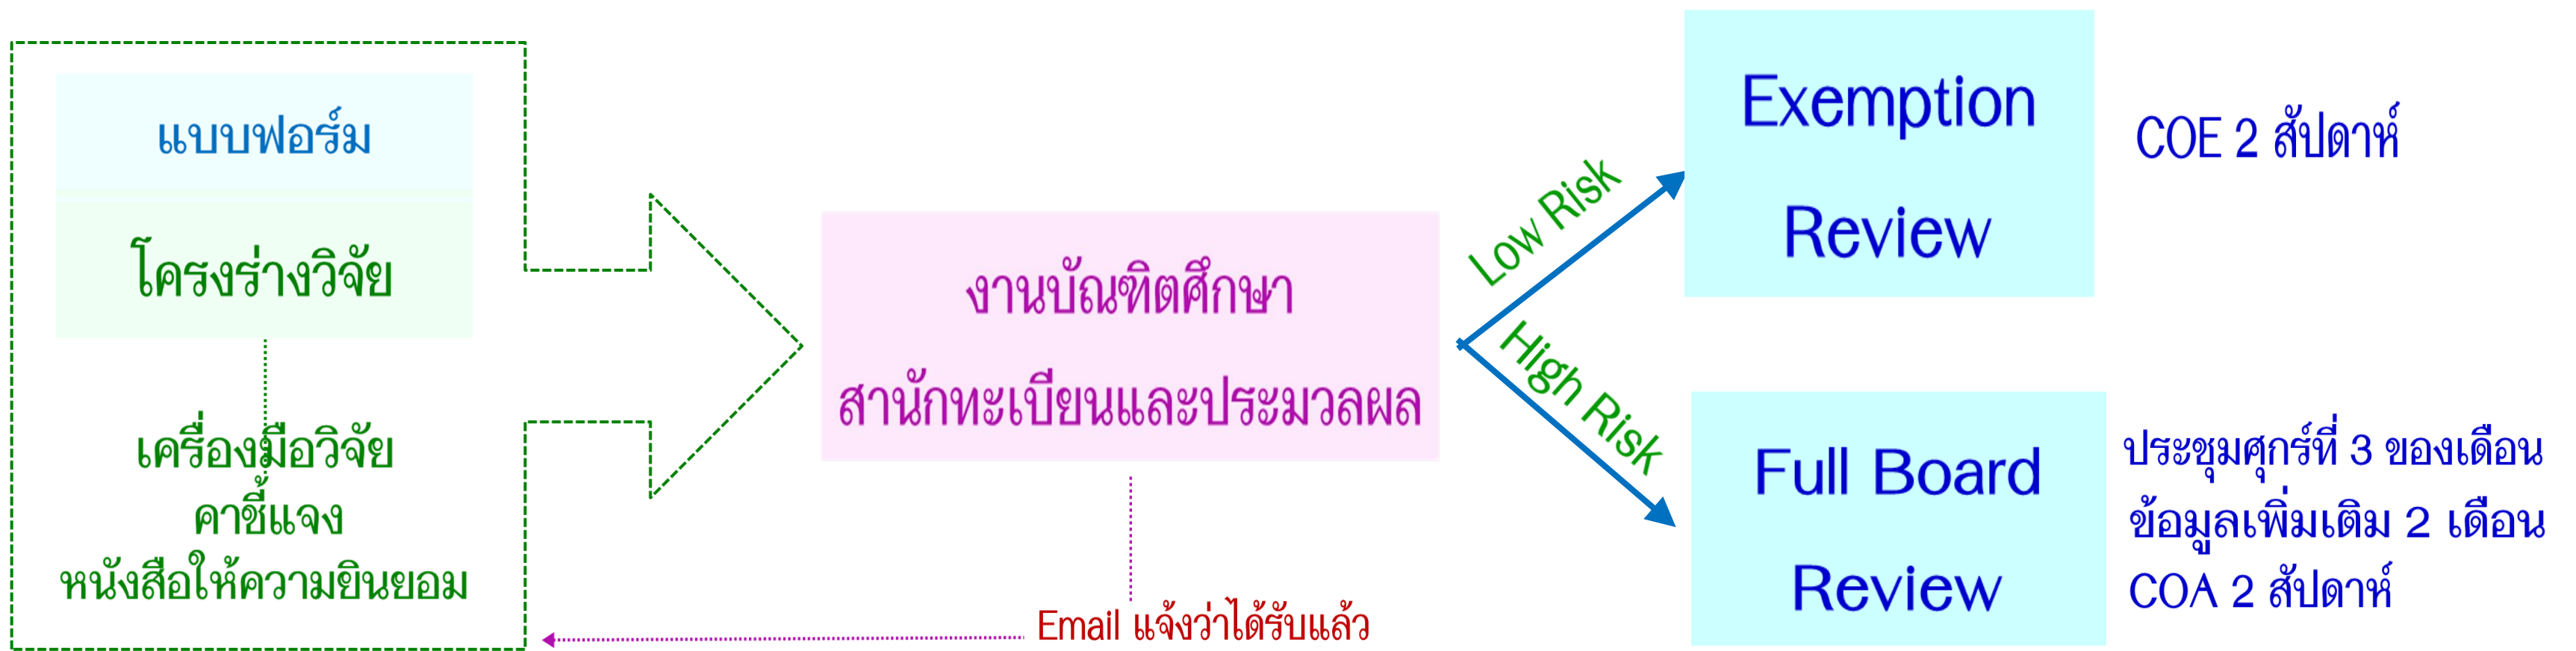 แบบฟอร์ม
โครงร่างวิจัย
เครื่องมือวิจัย
คาชี้แจง
หนังสือให้ความยินยอม
งานบัณฑิตศึกษา
สานักทะเบียนและประมวลผล
Email แจ้งว่าได้รับแล้ว
Low Risk
High Risk
Exemption
Review
COE 2 สัปดาห์
Full Board
Review
ประชุมศุกร์ที่ 3 ของเดือน
ข้อมูลเพิ่มเติม 2 เดือน
COA 2 สัปดาห์